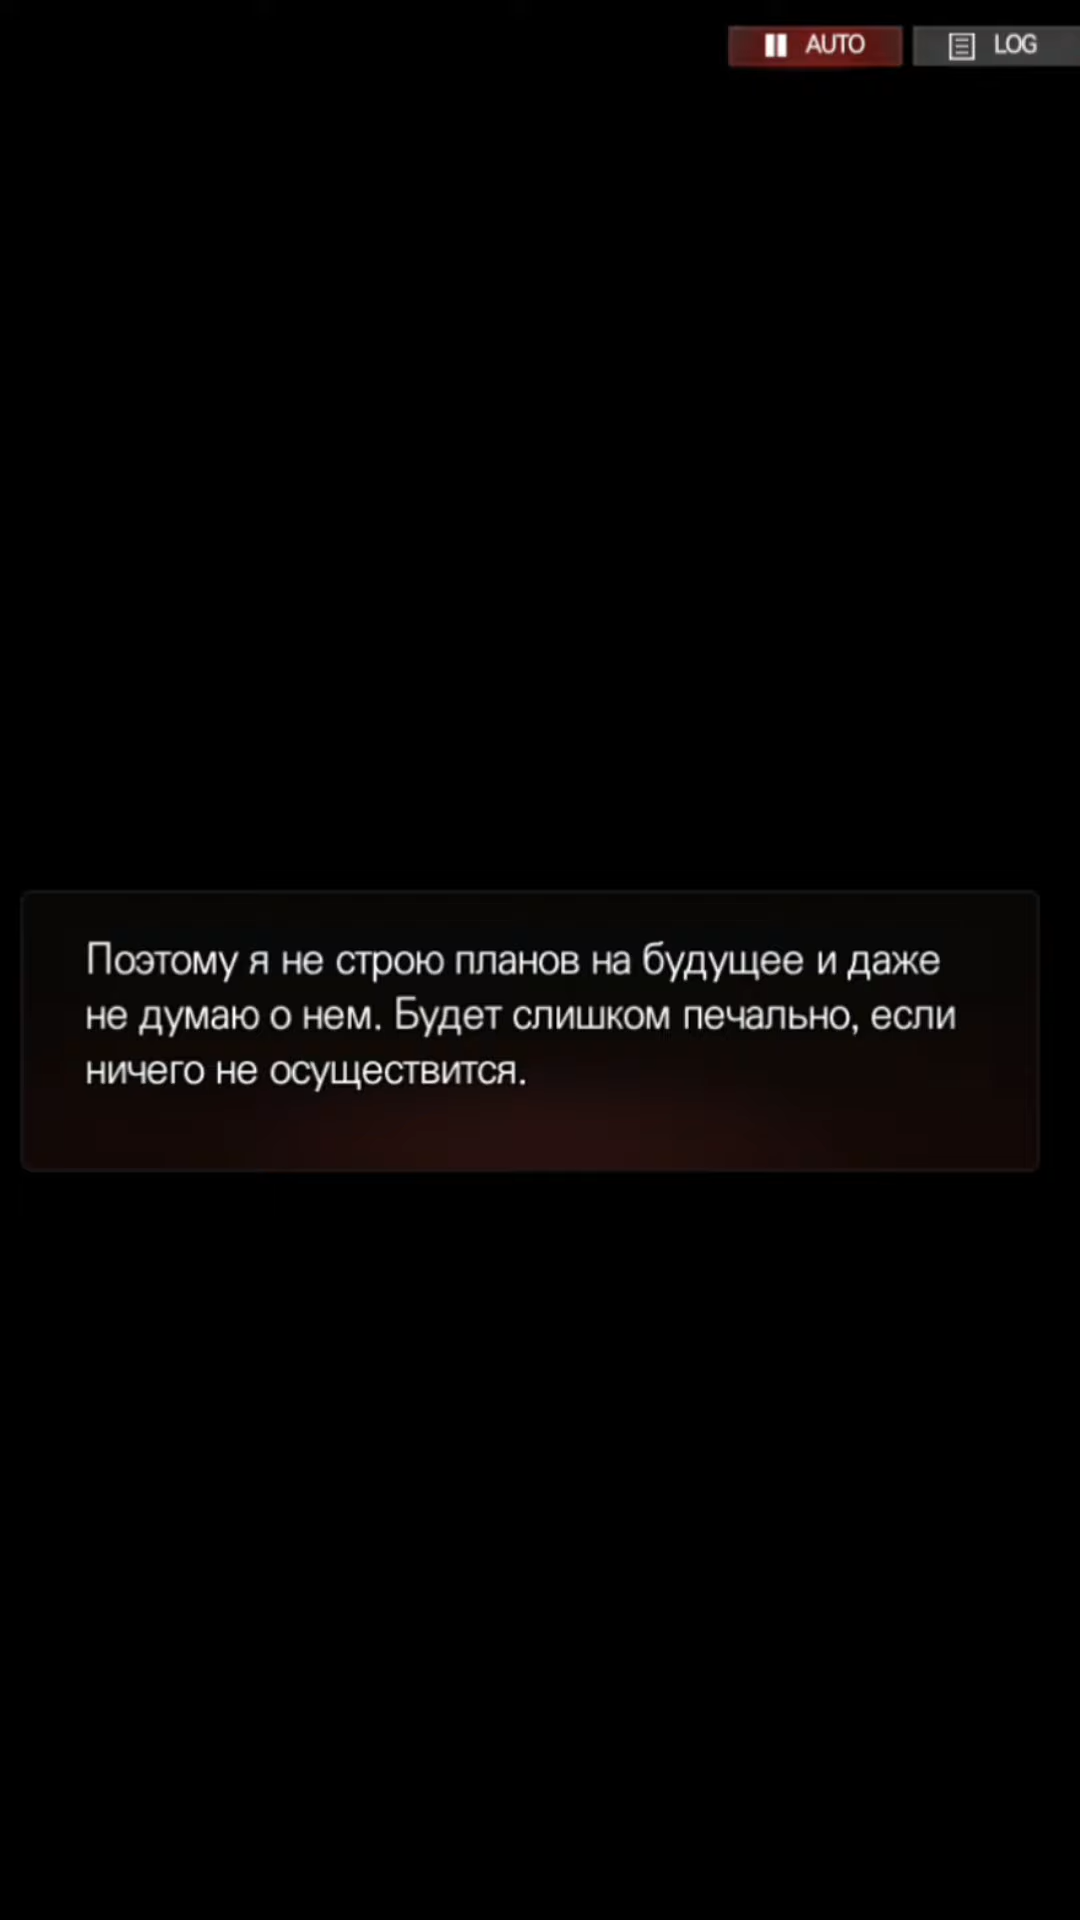 AUTO
LOG
Поэтому я не строю планов на будущее и даже
не думаю о нем. Будет слишком печально, если
ничего не осуществится.